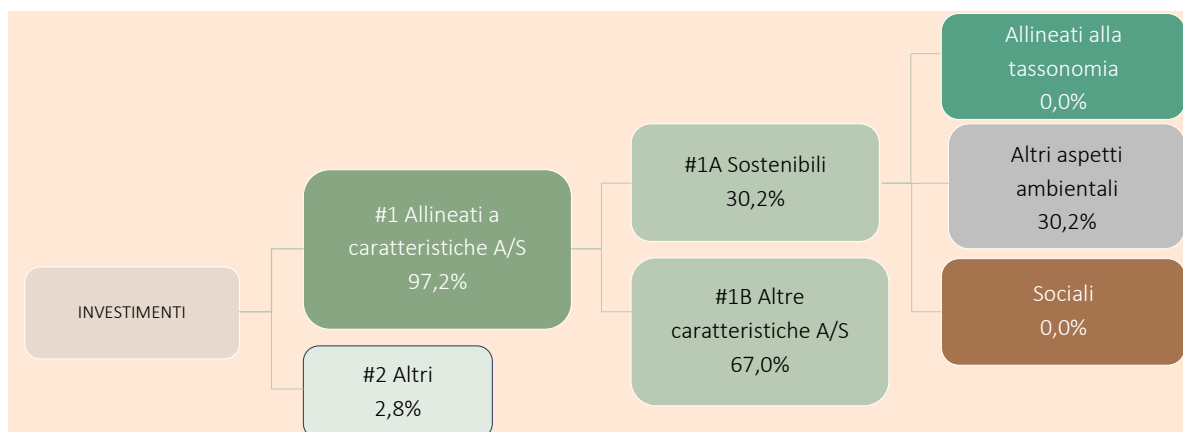 INVESTIMENTI
#1 Allineati a
caratteristiche A/S
97,2%
#2 Altri
2,8%
#1A Sostenibili
30,2%
#1B Altre
caratteristiche A/S
67,0%
Allineati alla
tassonomia
0,0%
Altri aspetti
ambientali
30,2%
Sociali
0,0%